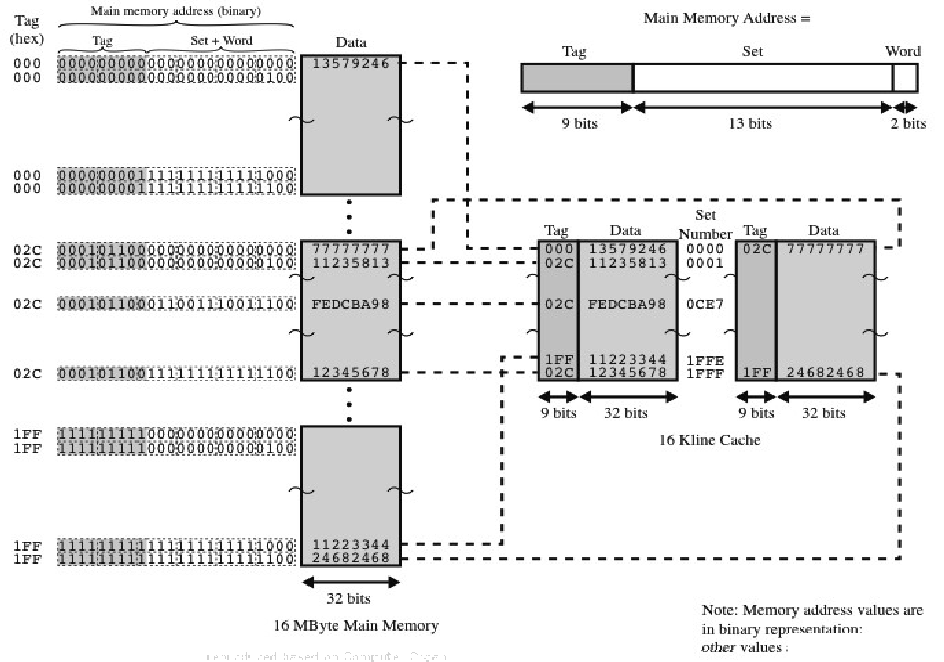 Tag
(hex)
Main memory address (binary)
Tag Set + Word
Data
000 000000000000000000000000 13579246
000 000000000000000000000100
000 000000001111111111111000
000 000000001111111111111100
02C 000101100000000000000000 77777777
02C 000101100000000000000100 11235813
02C 000101100011001110011100 FEDCBA98
02C 000101100111111111111100 12345678
1FF 111111111000000000000000
1FF 111111111000000000000100
1FF 111111111111111111111000 11223344
1FF 111111111111111111111100 24682468
32 bits
16 MByte Main Memory
Main Memory Address =
Tag Set Word
9 bits 13 bits 2 bits
Tag Data Set Number Tag Data
000 13579246 0000 02C 77777777
02C 11235813 0001
02C FEDCBA98 0CE7
1FF 11223344 1FFE
02C 12345678 1FFF 1FF 24682468
9 bits 32 bits 9 bits 32 bits
16 Kline Cache
Note: Memory address values are
in binary representation;
other values